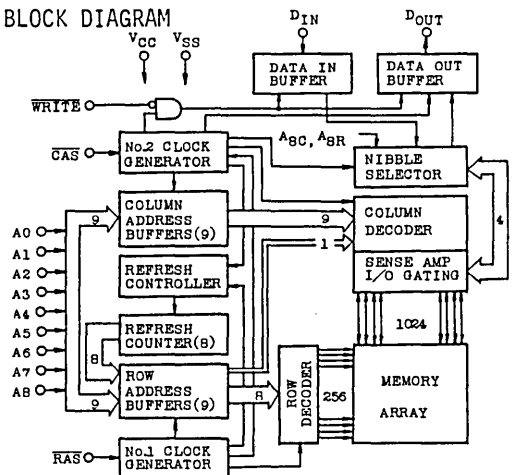 BLOCK DIAGRAM
VCC
VSS
DIN
DOUT
DATA IN
BUFFER
DATA OUT
BUFFER
WRITE
CAS
No.2 CLOCK
GENERATOR
A8C, A8R
NIBBLE
SELECTOR
COLUMN
ADDRESS
BUFFERS(9)
9
9
COLUMN
DECODER
4
1
SENSE AMP
I/O GATING
A0
A1
A2
A3
A4
A5
A6
A7
A8
REFRESH
CONTROLLER
REFRESH
COUNTER(8)
8
1024
ROW
ADDRESS
BUFFERS(9)
9
8
ROW DECODER
256
MEMORY
ARRAY
RAS
No.1 CLOCK
GENERATOR